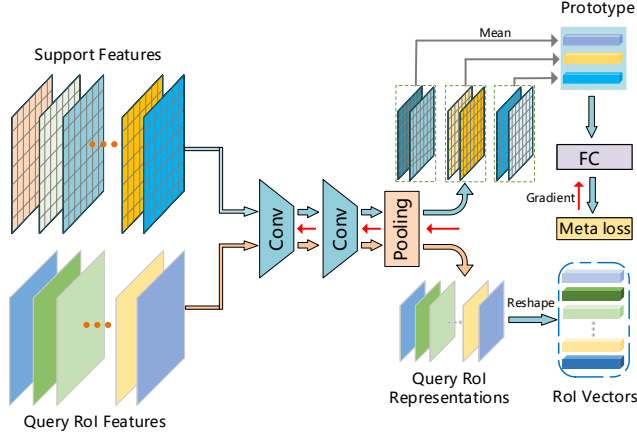 Support Features
Mean
Prototype
FC
Gradient
Meta loss
Conv
Conv
Pooling
Query RoI Features
Query RoI
Representations
Reshape
RoI Vectors